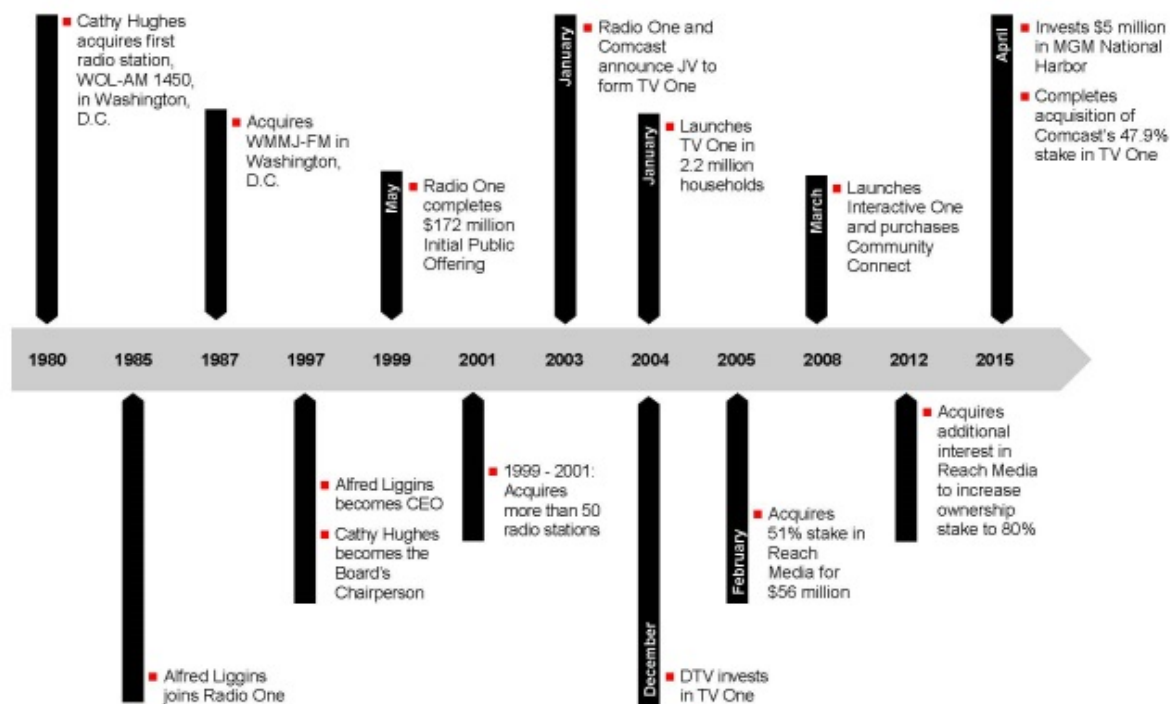 Cathy Hughes
acquires first
radio station,
WOL-AM 1450,
in Washington,
D.C.
Acquires
WMMJ-FM in
Washington,
D.C.
May
Radio One
completes
$172 million
Initial Public
Offering
January
Radio One and
Comcast
announce JV to
form TV One
January
Launches
TV One in
2.2 million
households
March
Launches
Interactive One
and purchases
Community
Connect
April
Invests $5 million
in MGM National
Harbor
Completes
acquisition of
Comcast's 47.9%
stake in TV One
1980 1985 1987 1997 1999 2001 2003 2004 2005 2008 2012 2015
Alfred Liggins
joins Radio One
Alfred Liggins
becomes CEO
Cathy Hughes
becomes the
Board's
Chairperson
1999 - 2001:
Acquires
more than 50
radio stations
December
DTV invests
in TV One
February
Acquires
51% stake in
Reach
Media for
$56 million
Acquires
additional
interest in
Reach Media
to increase
ownership
stake to 80%